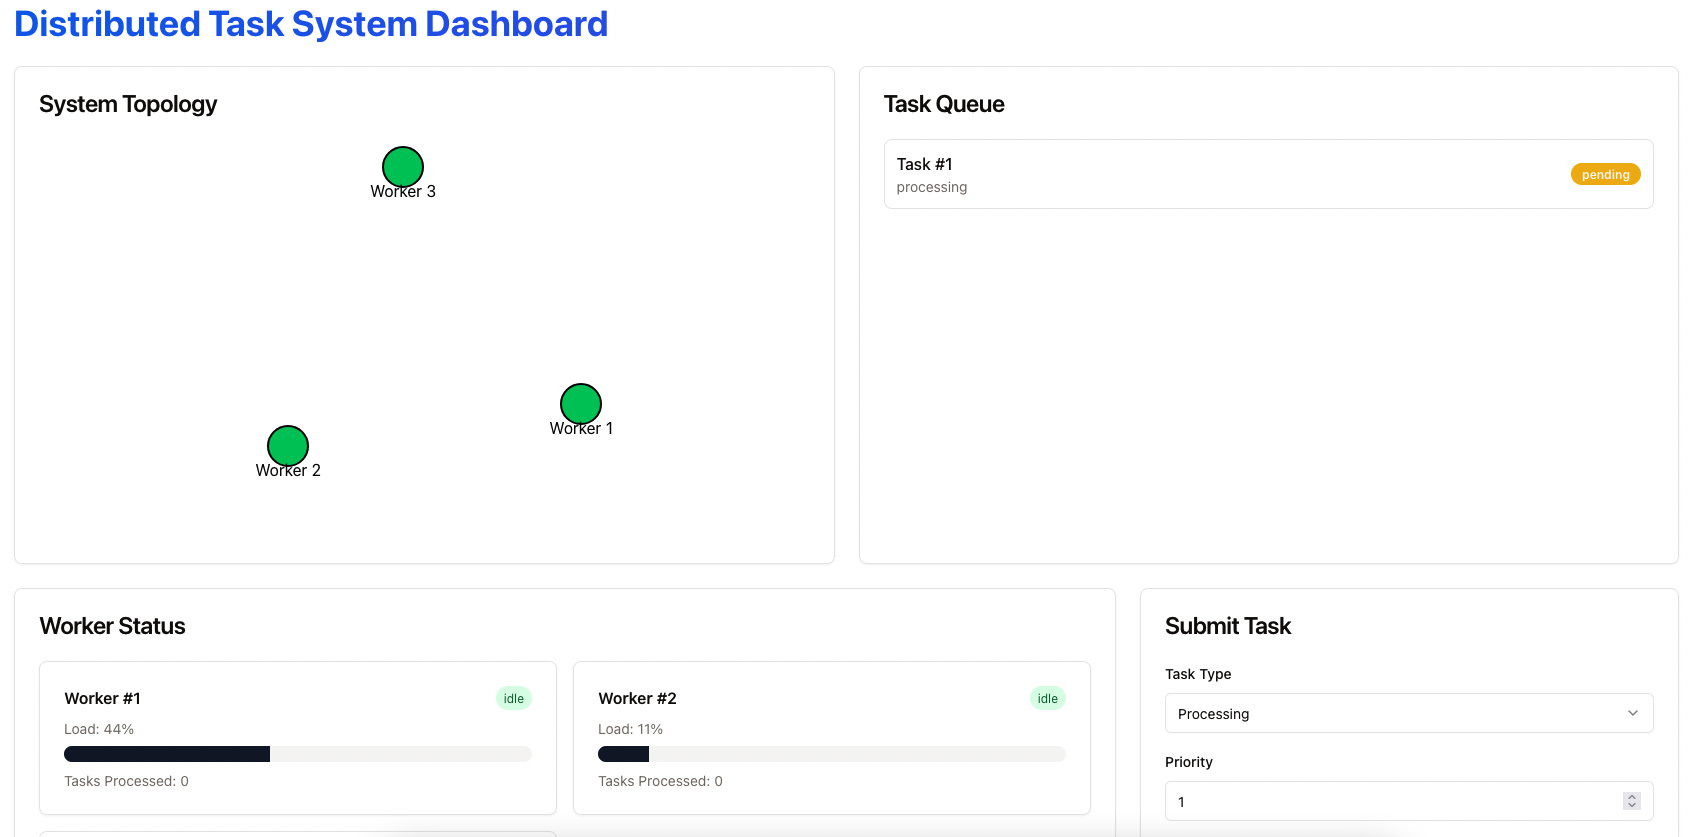 Distributed Task System Dashboard
System Topology
Worker 3
Worker 1
Worker 2
Task Queue
Task #1
processing
pending
Worker Status
Worker #1
idle
Load: 44%
Tasks Processed: 0
Worker #2
idle
Load: 11%
Tasks Processed: 0
Submit Task
Task Type
Processing
Priority
1